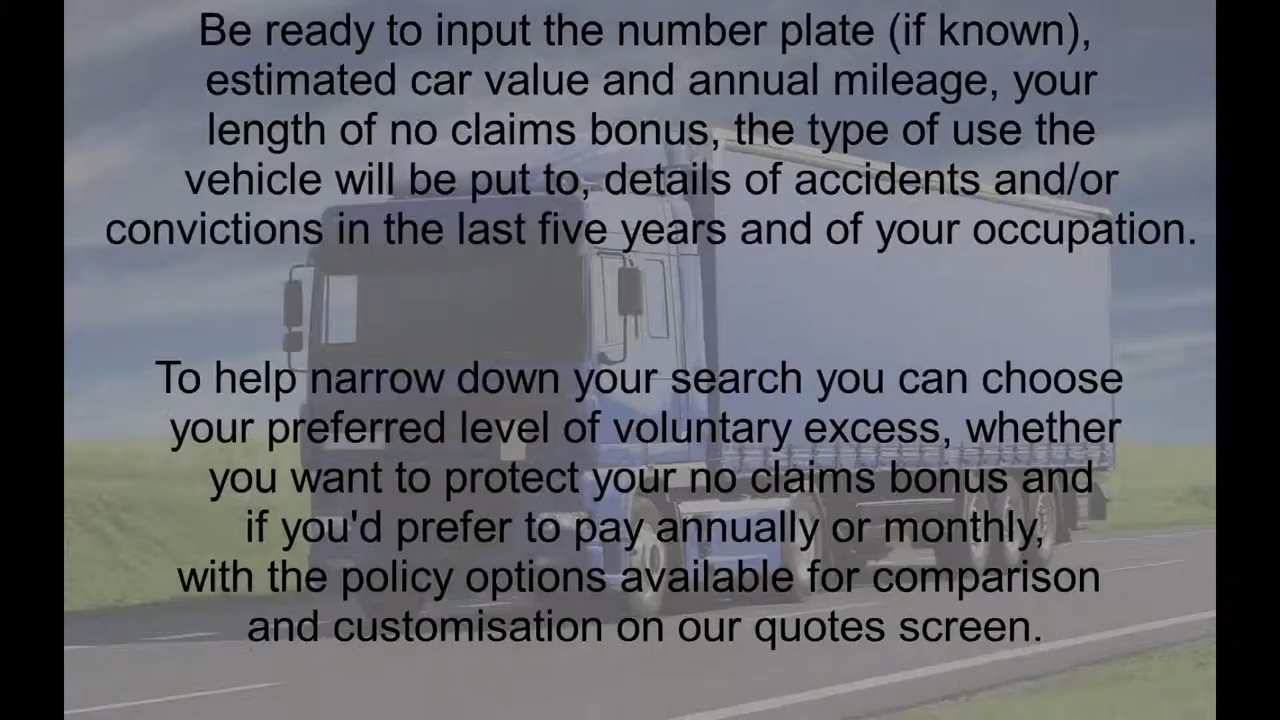 Be ready to input the number plate (if known),
estimated car value and annual mileage, your
length of no claims bonus, the type of use the
vehicle will be put to, details of accidents and/or
convictions in the last five years and of your occupation.
To help narrow down your search you can choose
your preferred level of voluntary excess, whether
you want to protect your no claims bonus and
if you'd prefer to pay annually or monthly,
with the policy options available for comparison
and customisation on our quotes screen.